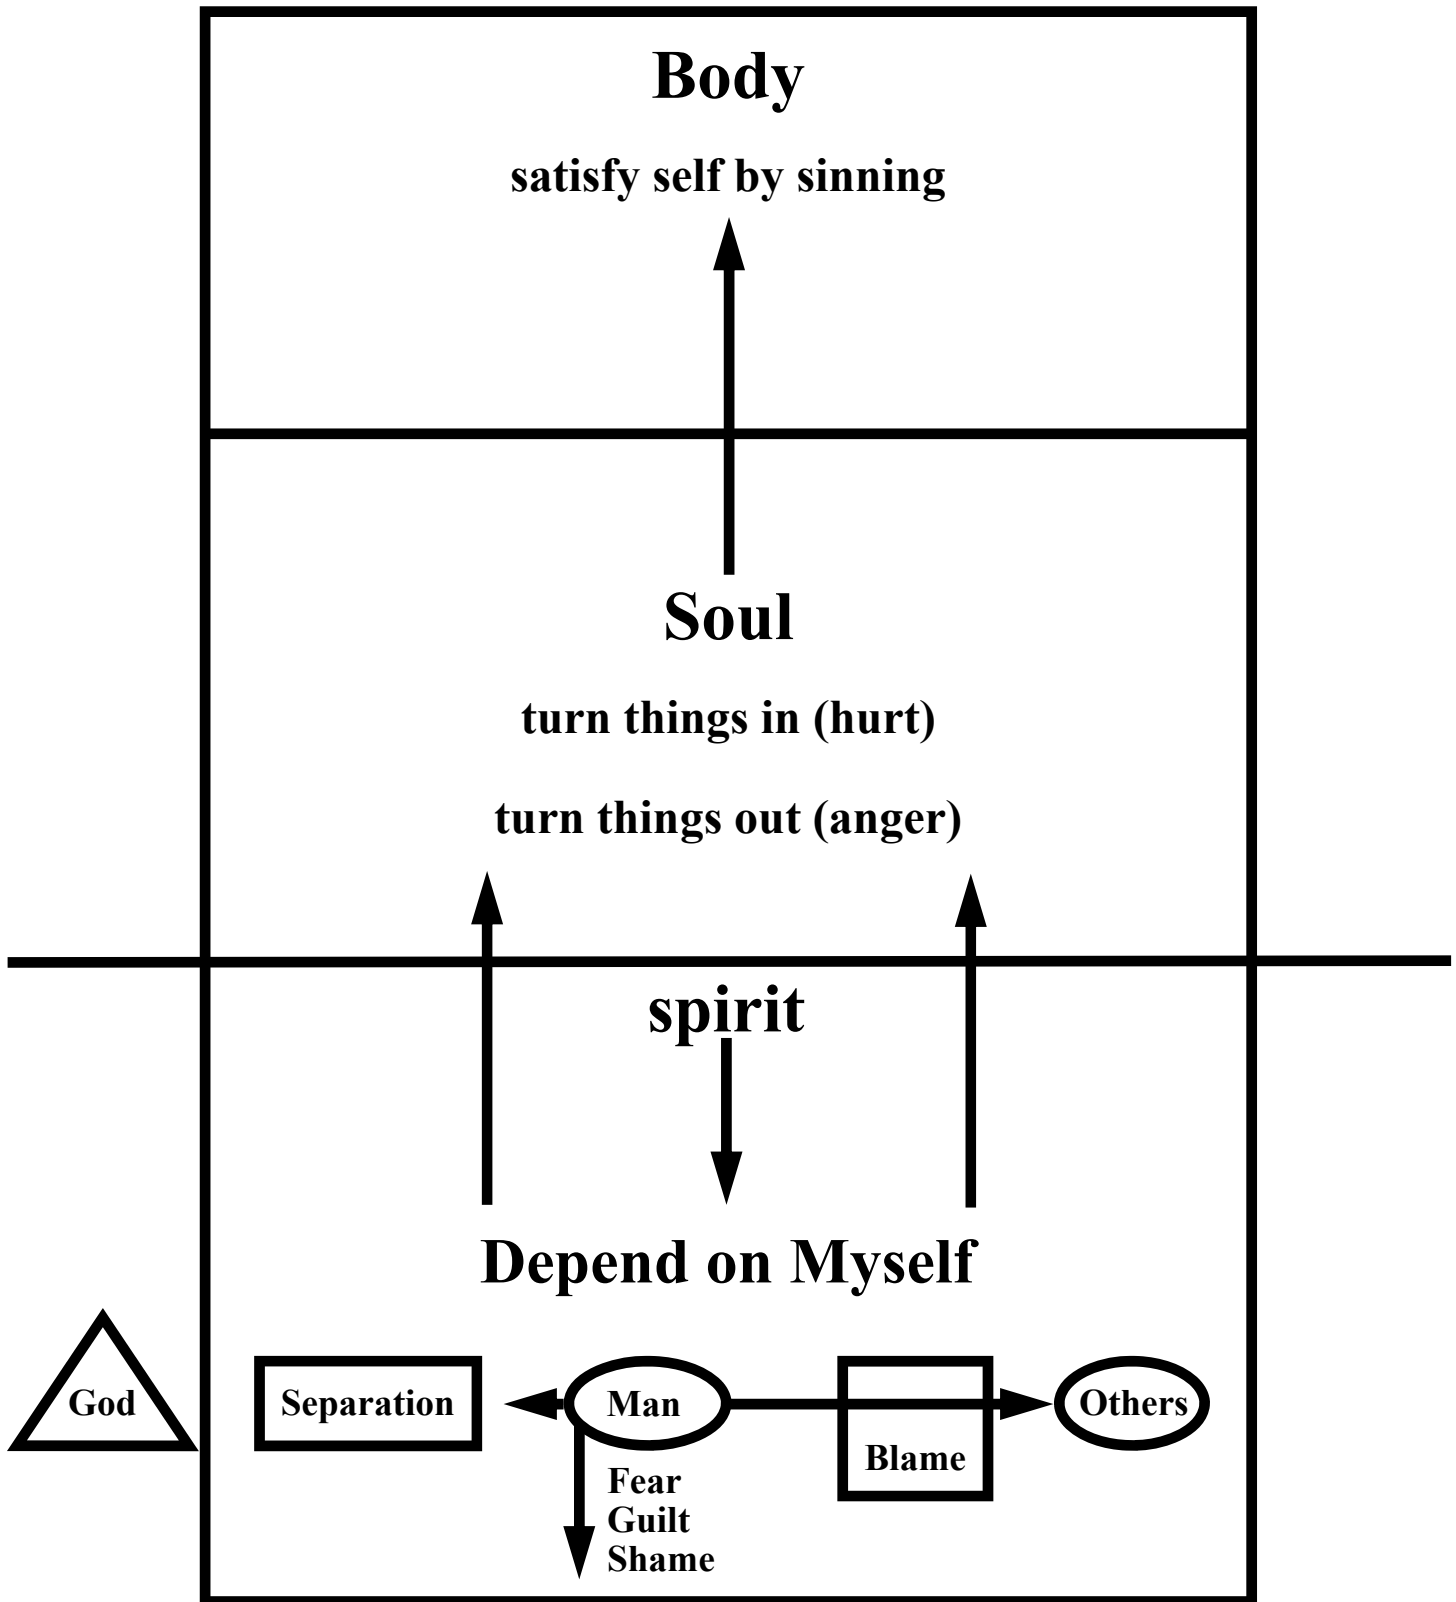 Body
satisfy self by sinning
Soul
turn things in (hurt)
turn things out (anger)
spirit
Depend on Myself
God
Separation
Man
Others
Blame
Fear
Guilt
Shame